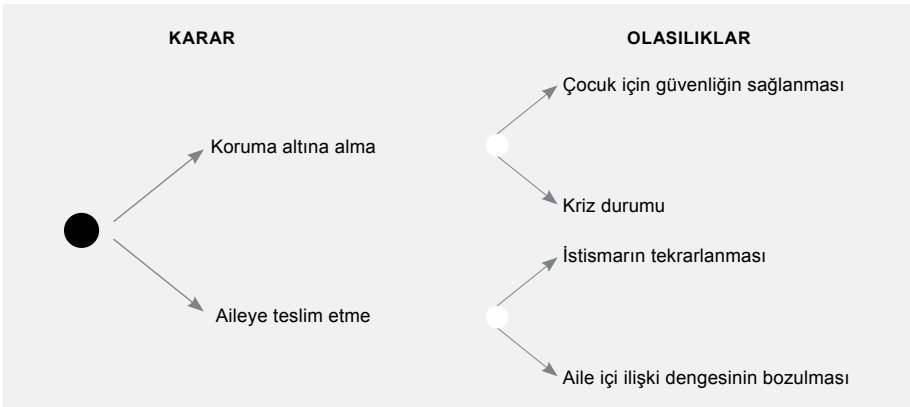 KARAR
OLASILIKLAR
Çocuk için güvenliğin sağlanması
Koruma altına alma
Kriz durumu
İstismarın tekrarlanması
Aileye teslim etme
Aile içi ilişki dengesinin bozulması